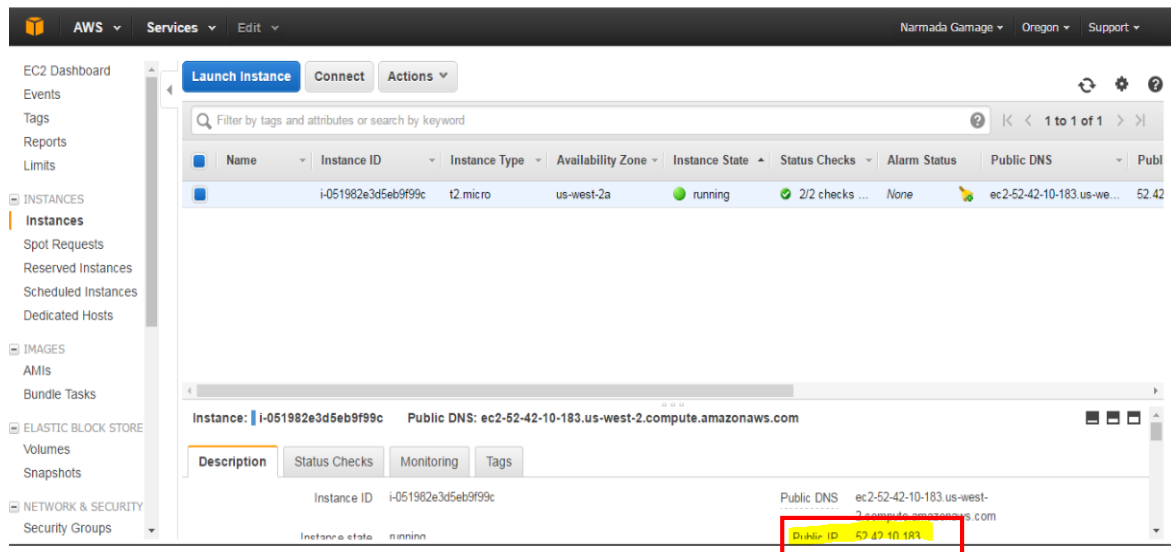 AWS Services Edit Narmada Gamage Oregon Support
EC2 Dashboard
Events
Tags
Reports
Limits
INSTANCES
Instances
Spot Requests
Reserved Instances
Scheduled Instances
Dedicated Hosts
IMAGES
AMIs
Bundle Tasks
ELASTIC BLOCK STORE
Volumes
Snapshots
NETWORK & SECURITY
Security Groups
Launch Instance Connect Actions
Filter by tags and attributes or search by keyword 1 to 1 of 1
Name Instance ID Instance Type Availability Zone Instance State Status Checks Alarm Status Public DNS Publ
i-051982e3d5eb9f99c t2.micro us-west-2a running 2/2 checks ... None ec2-52-42-10-183.us-we... 52.42
Instance: i-051982e3d5eb9f99c Public DNS: ec2-52-42-10-183.us-west-2.compute.amazonaws.com
Description Status Checks Monitoring Tags
Instance ID i-051982e3d5eb9f99c Public DNS ec2-52-42-10-183.us-west-
2.compute.amazonaws.com
Instance state running Public IP 52.42.10.183